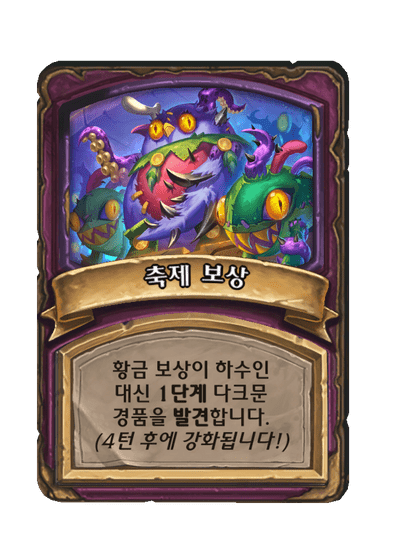 축제 보상
황금 보상이 하수인
대신 1단계 다크문
경품을 발견합니다.
(4턴 후에 강화됩니다!)